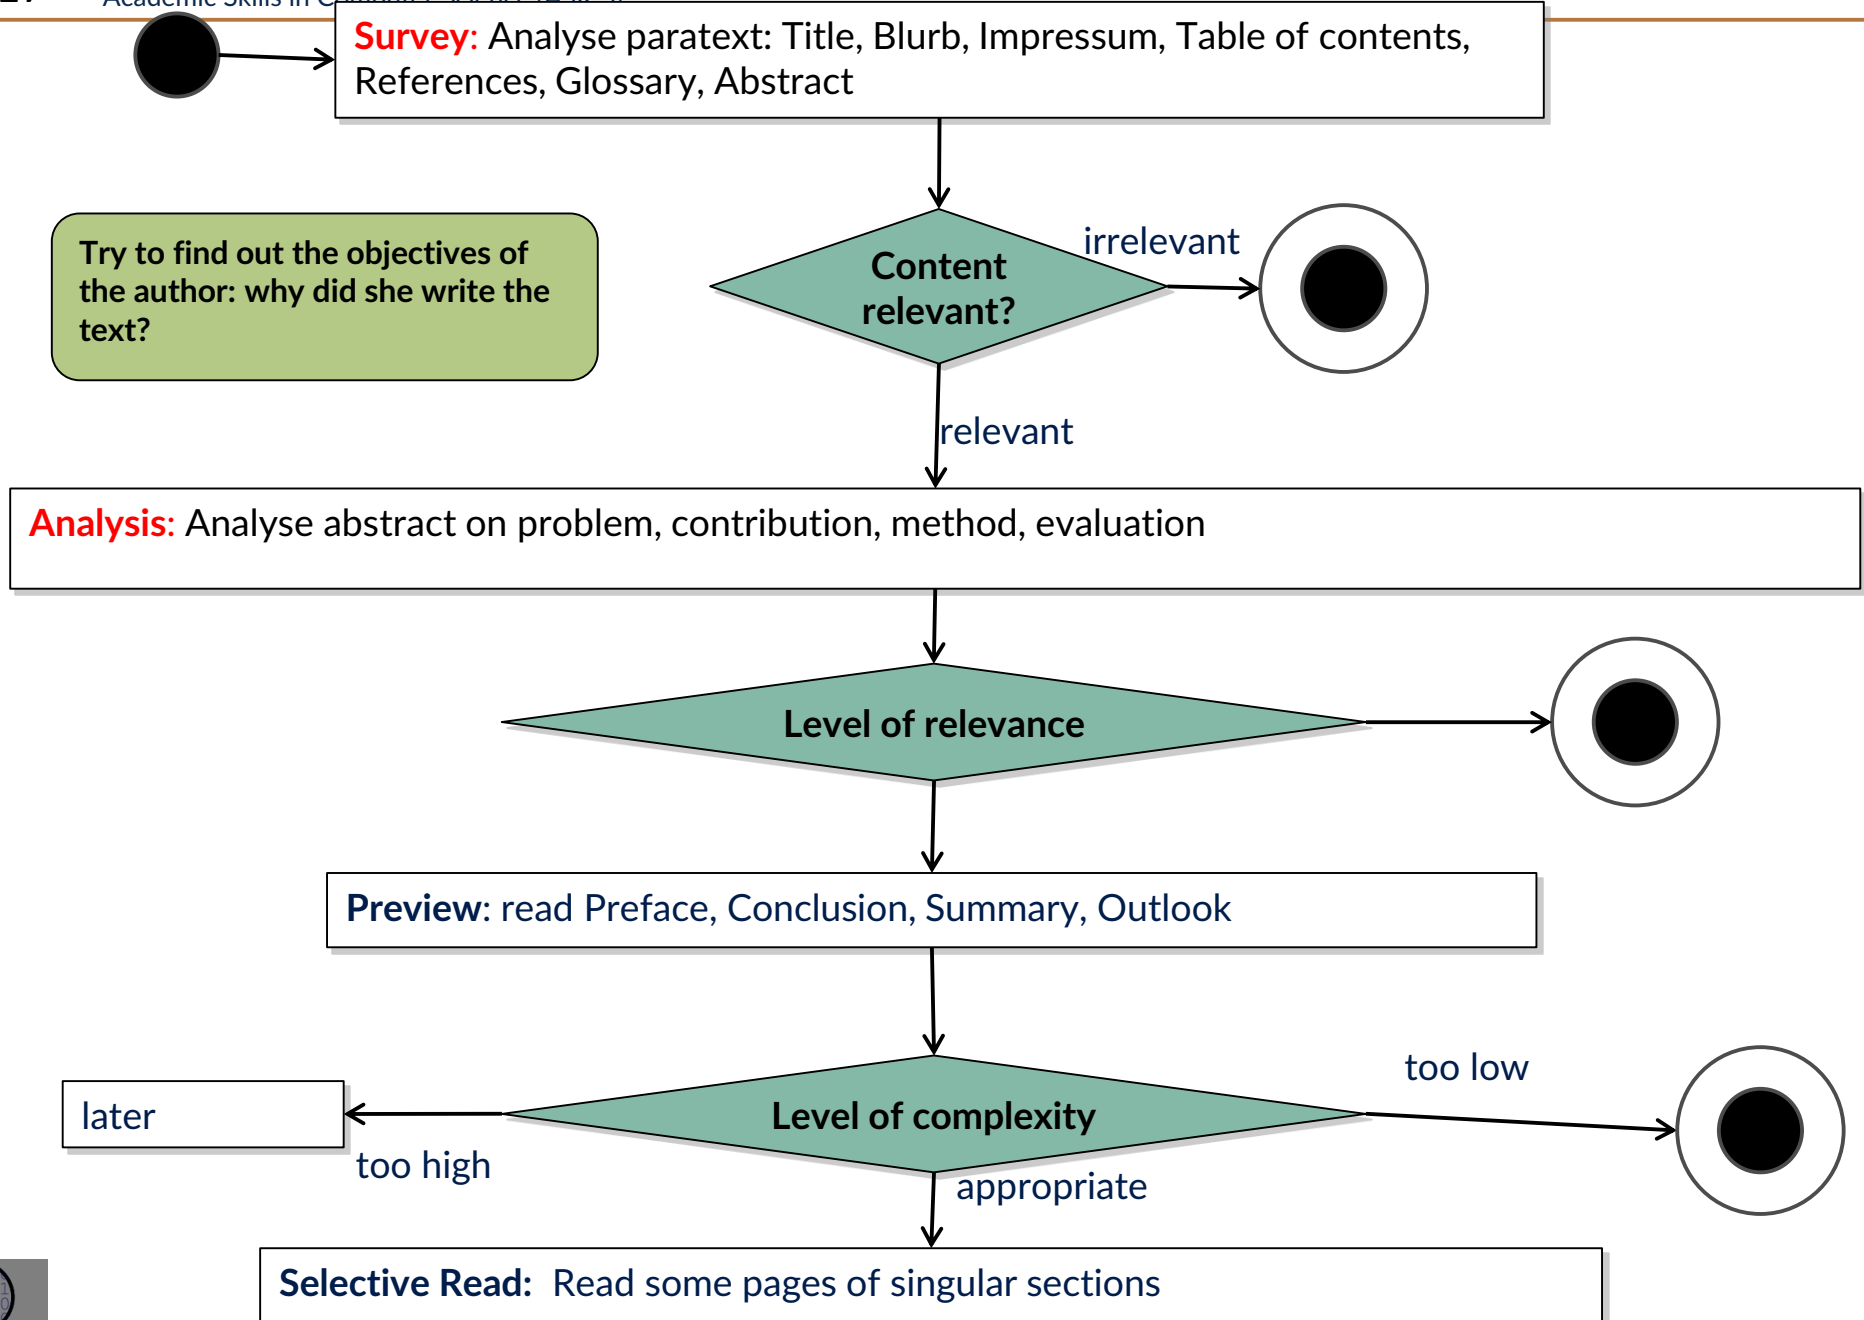 Academic Skills in
Survey: Analyse paratext: Title, Blurb, Impressum, Table of contents,
References, Glossary, Abstract
Try to find out the objectives of
the author: why did she write the
text?
Content
relevant?
irrelevant
relevant
Analysis: Analyse abstract on problem, contribution, method, evaluation
Level of relevance
Preview: read Preface, Conclusion, Summary, Outlook
later
too high
Level of complexity
too low
appropriate
Selective Read: Read some pages of singular sections